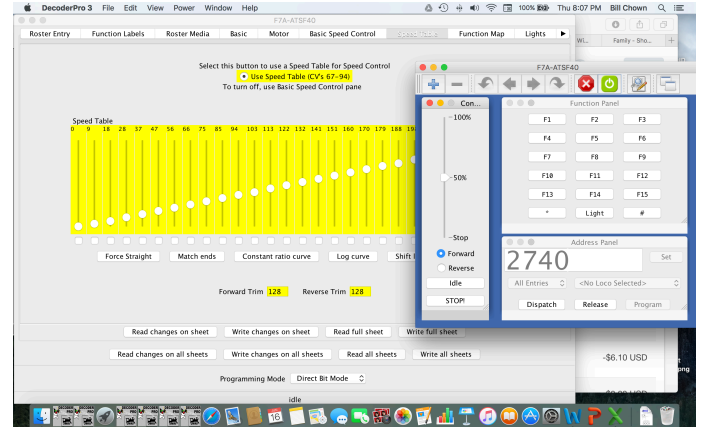 DecoderPro 3 File Edit View Power Window Help 100% Thu 8:07 PM Bill Chown
F7A-ATSF40
Roster Entry Function Labels Roster Media Basic Motor Basic Speed Control Speed Table Function Map Lights
Wi... Family - Sho...
Select this button to use a Speed Table for Speed Control
Use Speed Table (CV's 67-94)
To turn off, use Basic Speed Control pane
Speed Table
0 9 18 28 37 47 56 66 75 85 94 103 113 122 132 141 151 160 170 179 188
Force Straight Match ends Constant ratio curve Log curve Shift
Forward Trim 128 Reverse Trim 128
Read changes on sheet Write changes on sheet Read full sheet Write full sheet
Read changes on all sheets Write changes on all sheets Read all sheets Write all sheets
Programming Mode Direct Bit Mode
idle
F7A-ATSF40
Con...
100%
50%
Stop
Forward
Reverse
Idle
STOP!
Function Panel
F1 F2 F3
F4 F5 F6
F7 F8 F9
F10 F11 F12
F13 F14 F15
* Light #
Address Panel
2740 Set
All Entries <No Loco Selected>
Dispatch Release Program
-$6.10 USD
png
16